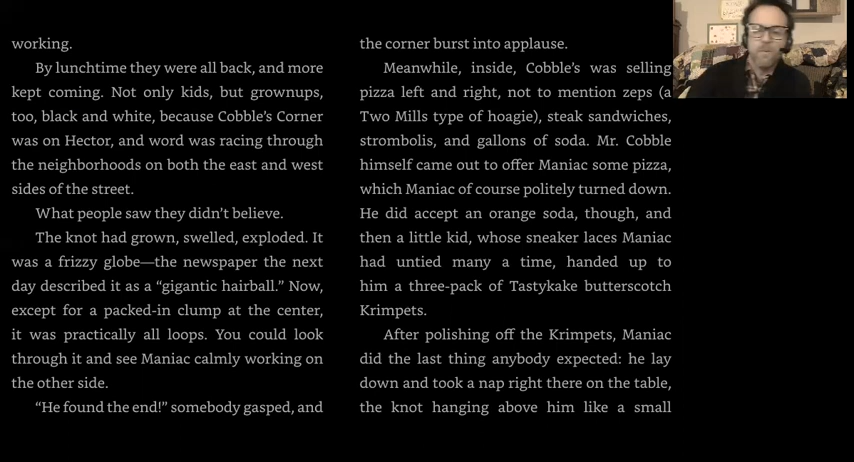 working.
By lunchtime they were all back, and more
kept coming. Not only kids, but grownups,
too, black and white, because Cobble's Corner
was on Hector, and word was racing through
the neighborhoods on both the east and west
sides of the street.
What people saw they didn't believe.
The knot had grown, swelled, exploded. It
was a frizzy globe—the newspaper the next
day described it as a “gigantic hairball.” Now,
except for a packed-in clump at the center,
it was practically all loops. You could look
through it and see Maniac calmly working on
the other side.
“He found the end!” somebody gasped, and
the corner burst into applause.
Meanwhile, inside, Cobble's was selling
pizza left and right, not to mention zeps (a
Two Mills type of hoagie), steak sandwiches,
strombolis, and gallons of soda. Mr. Cobble
himself came out to offer Maniac some pizza,
which Maniac of course politely turned down.
He did accept an orange soda, though, and
then a little kid, whose sneaker laces Maniac
had untied many a time, handed up to
him a three-pack of Tastykake butterscotch
Krimpets.
After polishing off the Krimpets, Maniac
did the last thing anybody expected: he lay
down and took a nap right there on the table,
the knot hanging above him like a small